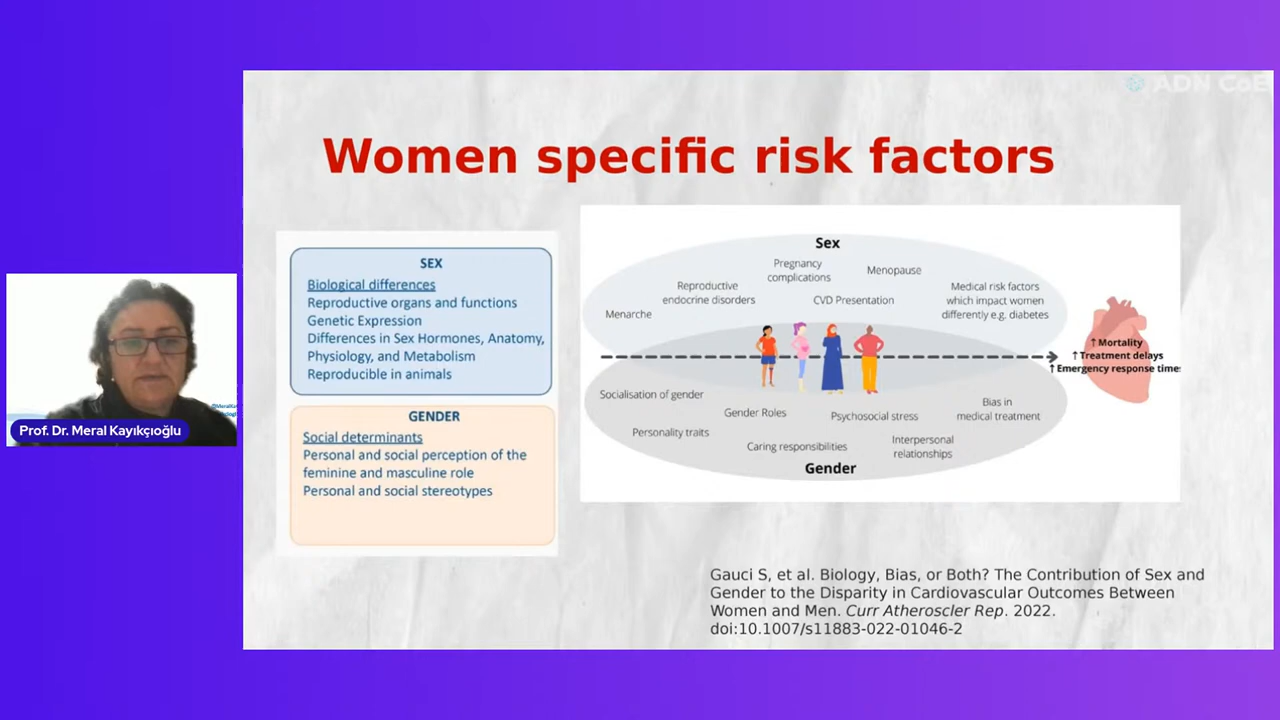 ADN CoE
Women specific risk factors
SEX
Biological differences
Reproductive organs and functions
Genetic Expression
Differences in Sex Hormones, Anatomy,
Physiology, and Metabolism
Reproducible in animals
GENDER
Social determinants
Personal and social perception of the
feminine and masculine role
Personal and social stereotypes
Sex
Pregnancy
complications
Menopause
Reproductive
endocrine disorders
CVD Presentation
Medical risk factors
which impact women
differently e.g. diabetes
Menarche
↑ Mortality
↑ Treatment delays
↑ Emergency response times
Socialisation of gender
Gender Roles
Psychosocial stress
Bias in
medical treatment
Personality traits
Caring responsibilities
Interpersonal
relationships
Gender
Prof. Dr. Meral Kayıkçıoğlu
Gauci S, et al. Biology, Bias, or Both? The Contribution of Sex and
Gender to the Disparity in Cardiovascular Outcomes Between
Women and Men. Curr Atheroscler Rep. 2022.
doi:10.1007/s11883-022-01046-2